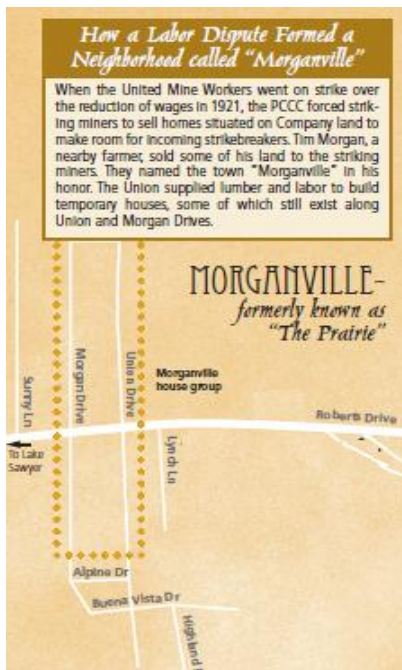 How a Labor Dispute Formed a
Neighborhood called "Morganville"
When the United Mine Workers went on strike over
the reduction of wages in 1921, the PCCC forced strik-
ing miners to sell homes situated on Company land to
make room for incoming strikebreakers. Tim Morgan, a
nearby farmer, sold some of his land to the striking
miners. They named the town "Morganville" in his
honor. The Union supplied lumber and labor to build
temporary houses, some of which still exist along
Union and Morgan Drives.
MORGANVILLE-
formerly known as
"The Prairie"
Sunny Ln
Morgan Drive
Union Drive
Morganville
house group
Roberts Drive
To Lake
Sawyer
Lynch Ln
Alpine Dr
Buena Vista Dr
Highland